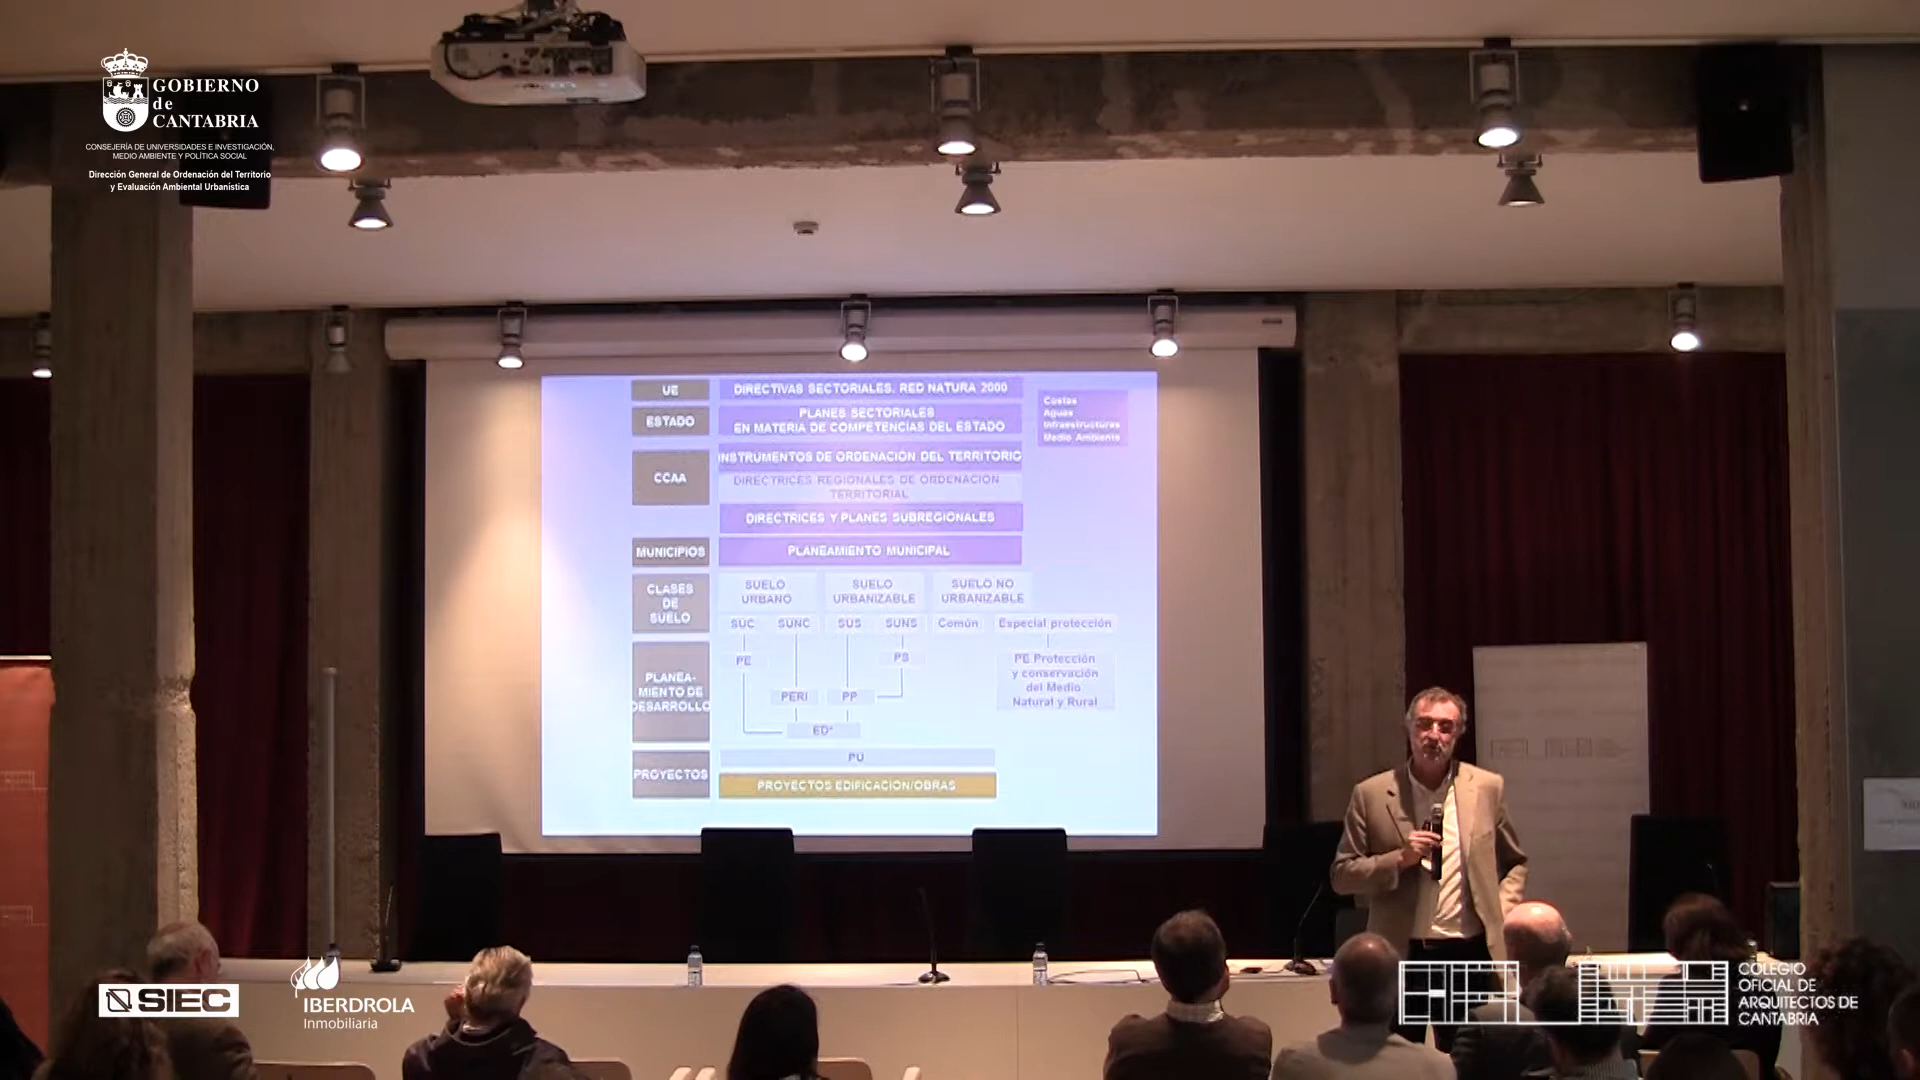 GOBIERNO
de
CANTABRIA
CONSEJERÍA DE UNIVERSIDADES E INVESTIGACIÓN,
MEDIO AMBIENTE Y POLÍTICA SOCIAL
Dirección General de Ordenación del Territorio
y Evaluación Ambiental Urbanística
UE
DIRECTIVAS SECTORIALES. RED NATURA 2000
ESTADO
PLANES SECTORIALES
EN MATERIA DE COMPETENCIAS DEL ESTADO
Costas
Aguas
Infraestructuras
Medio Ambiente
CCAA
INSTRUMENTOS DE ORDENACIÓN DEL TERRITORIO
DIRECTRICES REGIONALES DE ORDENACIÓN
TERRITORIAL
DIRECTRICES Y PLANES SUBREGIONALES
MUNICIPIOS
PLANEAMIENTO MUNICIPAL
CLASES
DE
SUELO
SUELO
URBANO
SUELO
URBANIZABLE
SUELO NO
URBANIZABLE
SUC
SUNC
SUS
SUNS
Común
Especial protección
PLANEA-
MIENTO DE
DESARROLLO
PE
PS
PERI
PP
ED*
PE Protección
y conservación
del Medio
Natural y Rural
PROYECTOS
PU
PROYECTOS EDIFICACIÓN/OBRAS
SIEC
IBERDROLA
Inmobiliaria
COLEGIO
OFICIAL DE
ARQUITECTOS DE
CANTABRIA